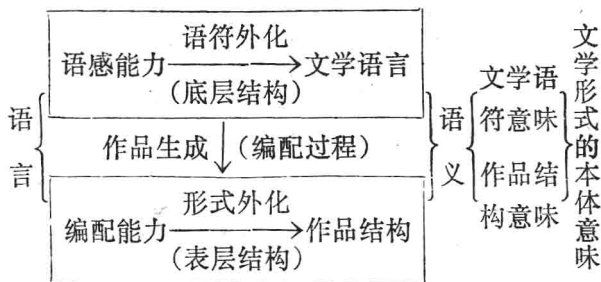 语符外化
语感能力→文学语言
(底层结构)
语言
作品生成↓(编配过程)
形式外化
编配能力→作品结构
(表层结构)
语义
文学语
符意味
作品结
构意味
文学形式的本体意味